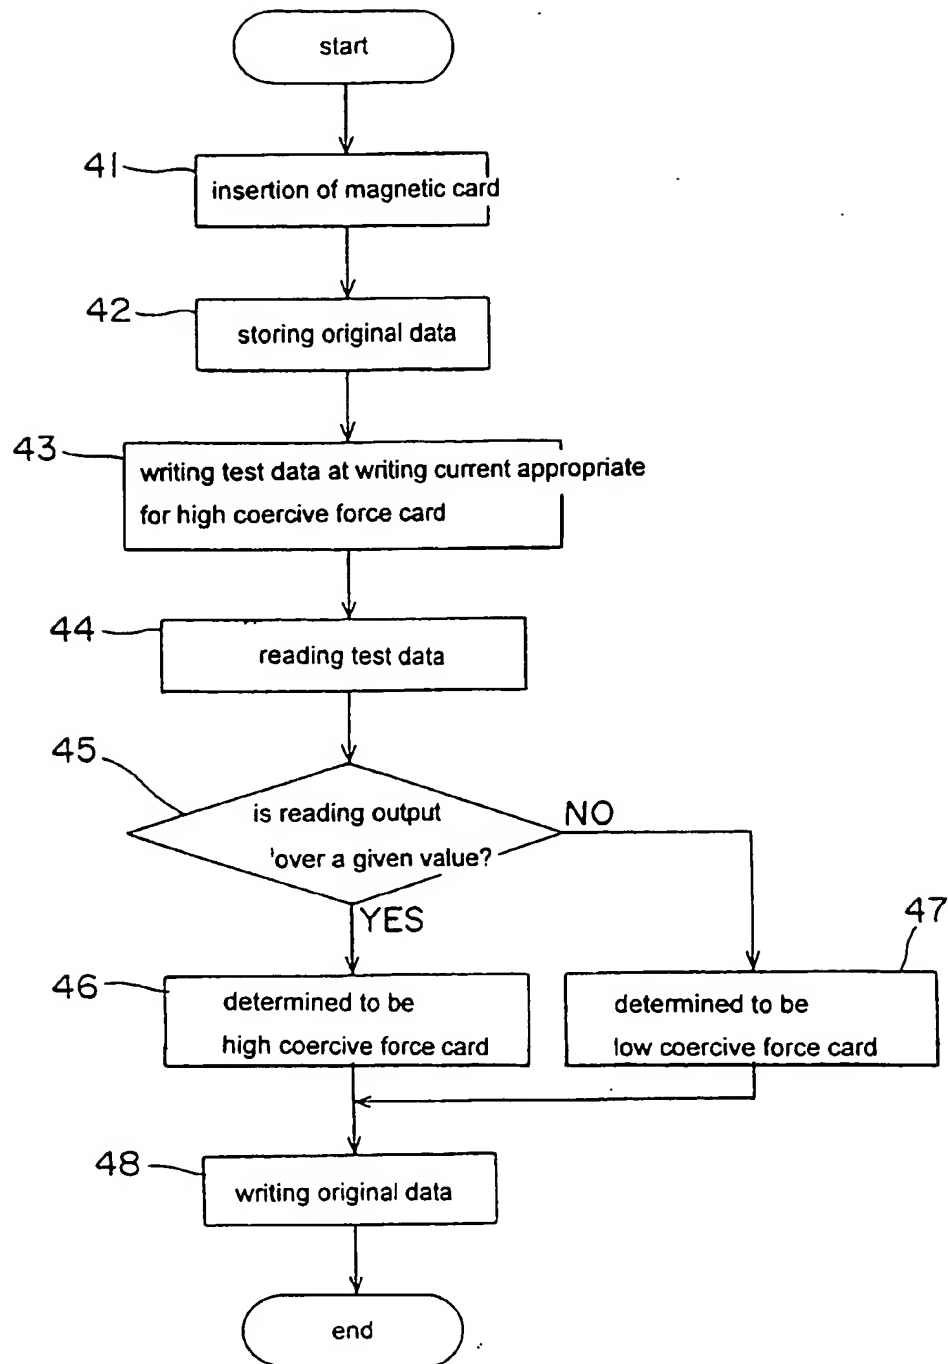 start
41
insertion of magnetic card
42
storing original data
43
writing test data at writing current appropriate
for high coercive force card
44
reading test data
45
is reading output
over a given value?
NO
YES
46
determined to be
high coercive force card
47
determined to be
low coercive force card
48
writing original data
end